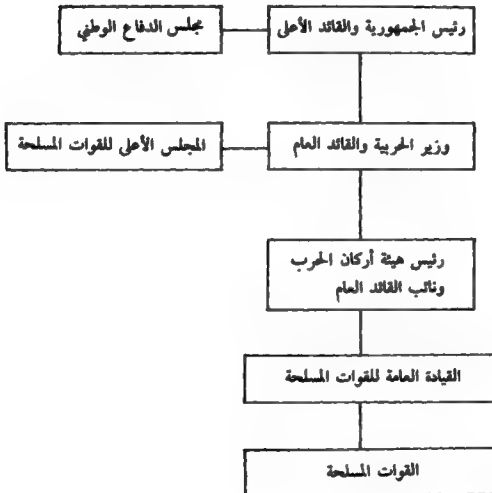 رئيس الجمهورية والقائد الأعلى
مجلس الدفاع الوطني
وزير الحربية والقائد العام
المجلس الأعلى للقوات المسلحة
رئيس هيئة أركان الحرب
ونائب القائد العام
القيادة العامة للقوات المسلحة
القوات المسلحة